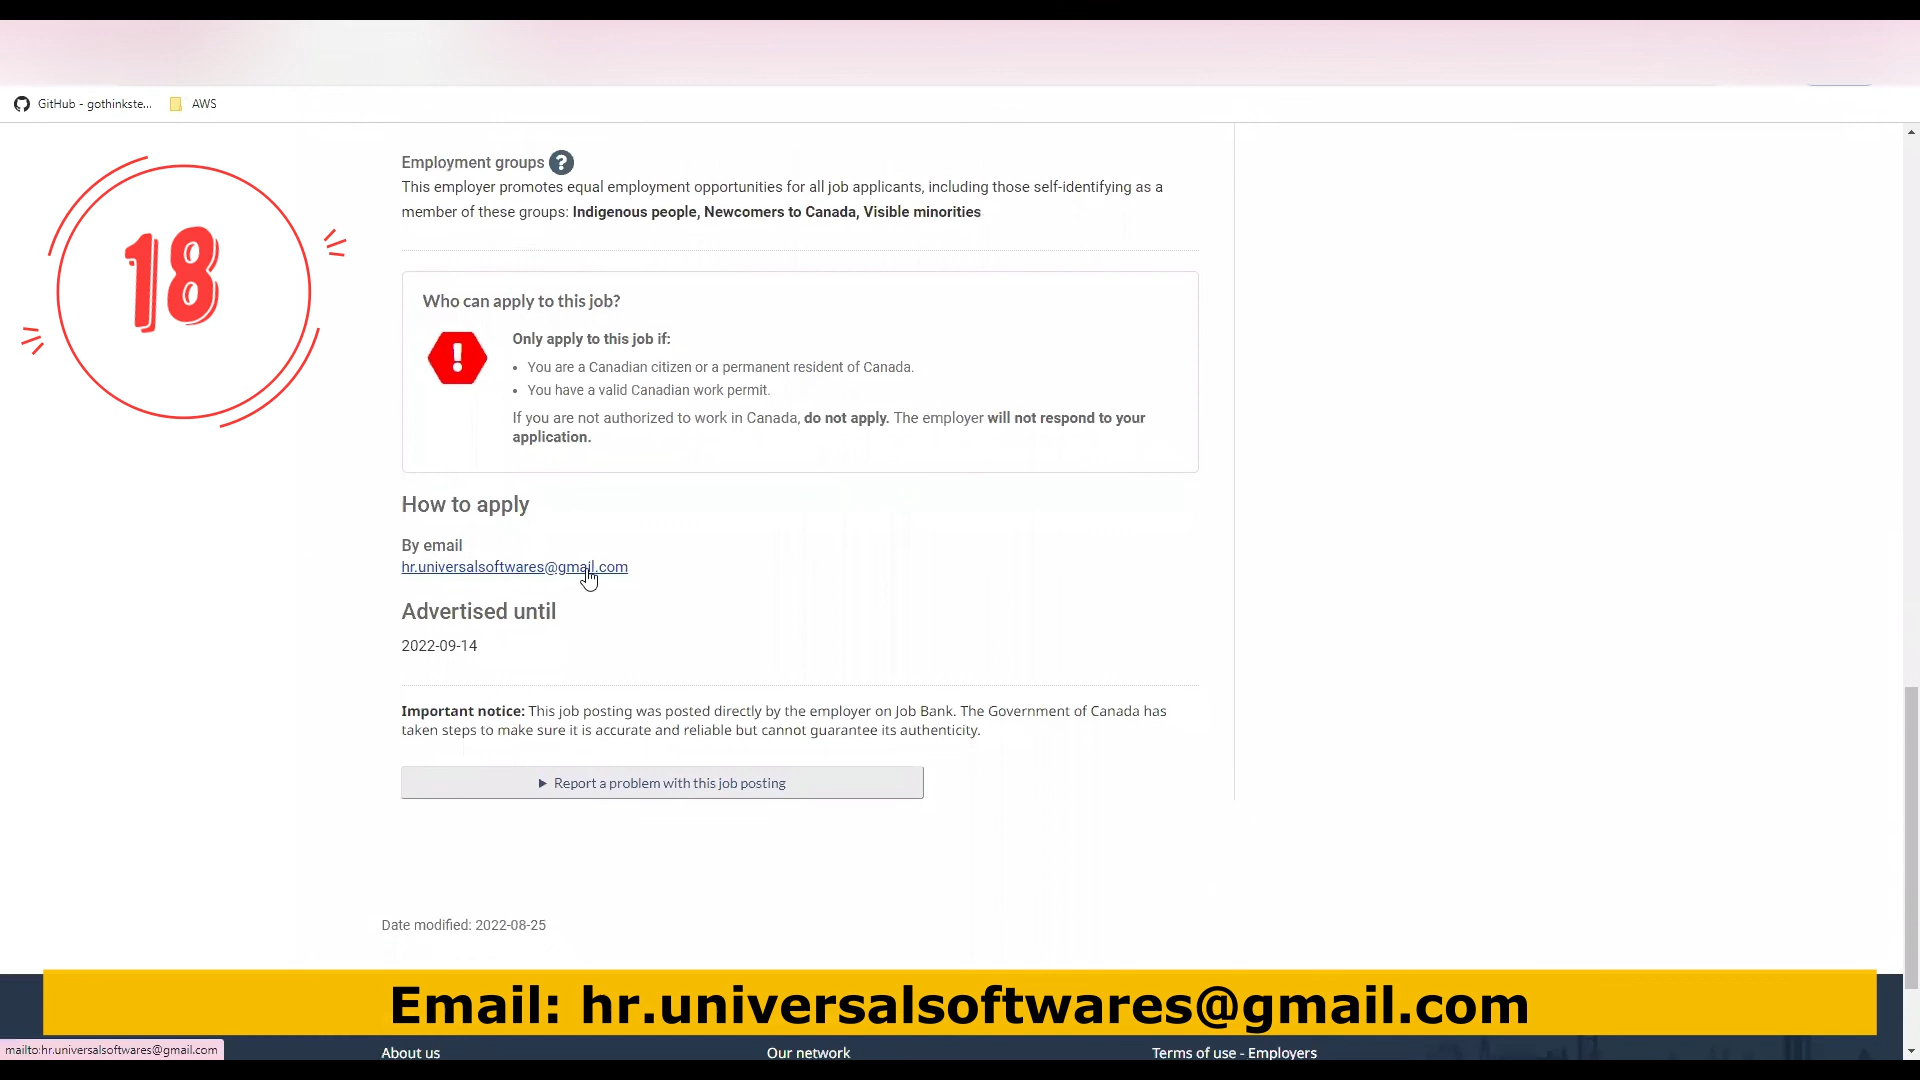 GitHub - gothinkste...
AWS
18
Employment groups ?
This employer promotes equal employment opportunities for all job applicants, including those self-identifying as a
member of these groups: Indigenous people, Newcomers to Canada, Visible minorities
Who can apply to this job?
Only apply to this job if:
• You are a Canadian citizen or a permanent resident of Canada.
• You have a valid Canadian work permit.
If you are not authorized to work in Canada, do not apply. The employer will not respond to your
application.
How to apply
By email
hr.universalsoftwares@gmail.com
Advertised until
2022-09-14
Important notice: This job posting was posted directly by the employer on Job Bank. The Government of Canada has
taken steps to make sure it is accurate and reliable but cannot guarantee its authenticity.
Report a problem with this job posting
Date modified: 2022-08-25
Email: hr.universalsoftwares@gmail.com
mailto:hr.universalsoftwares@gmail.com
About us
Our network
Terms of use - Employers